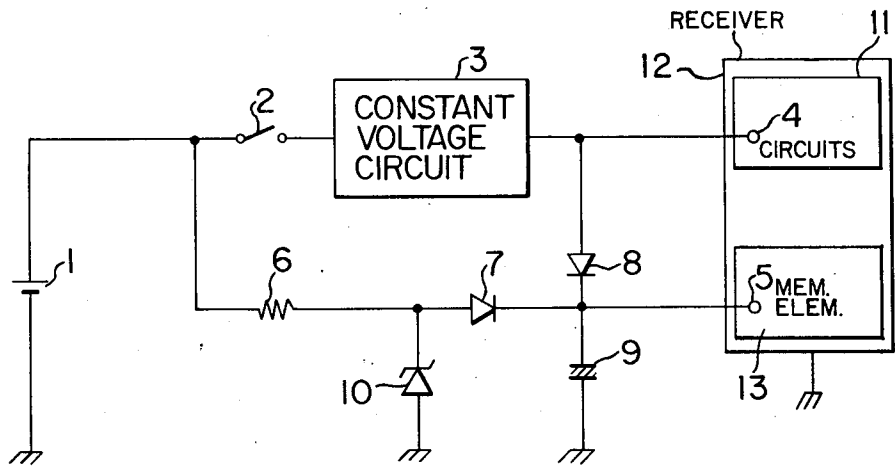 RECEIVER
11
12
3
2
CONSTANT
VOLTAGE
CIRCUIT
4
CIRCUITS
1
6
7
8
5 MEM.
ELEM.
10
9
13